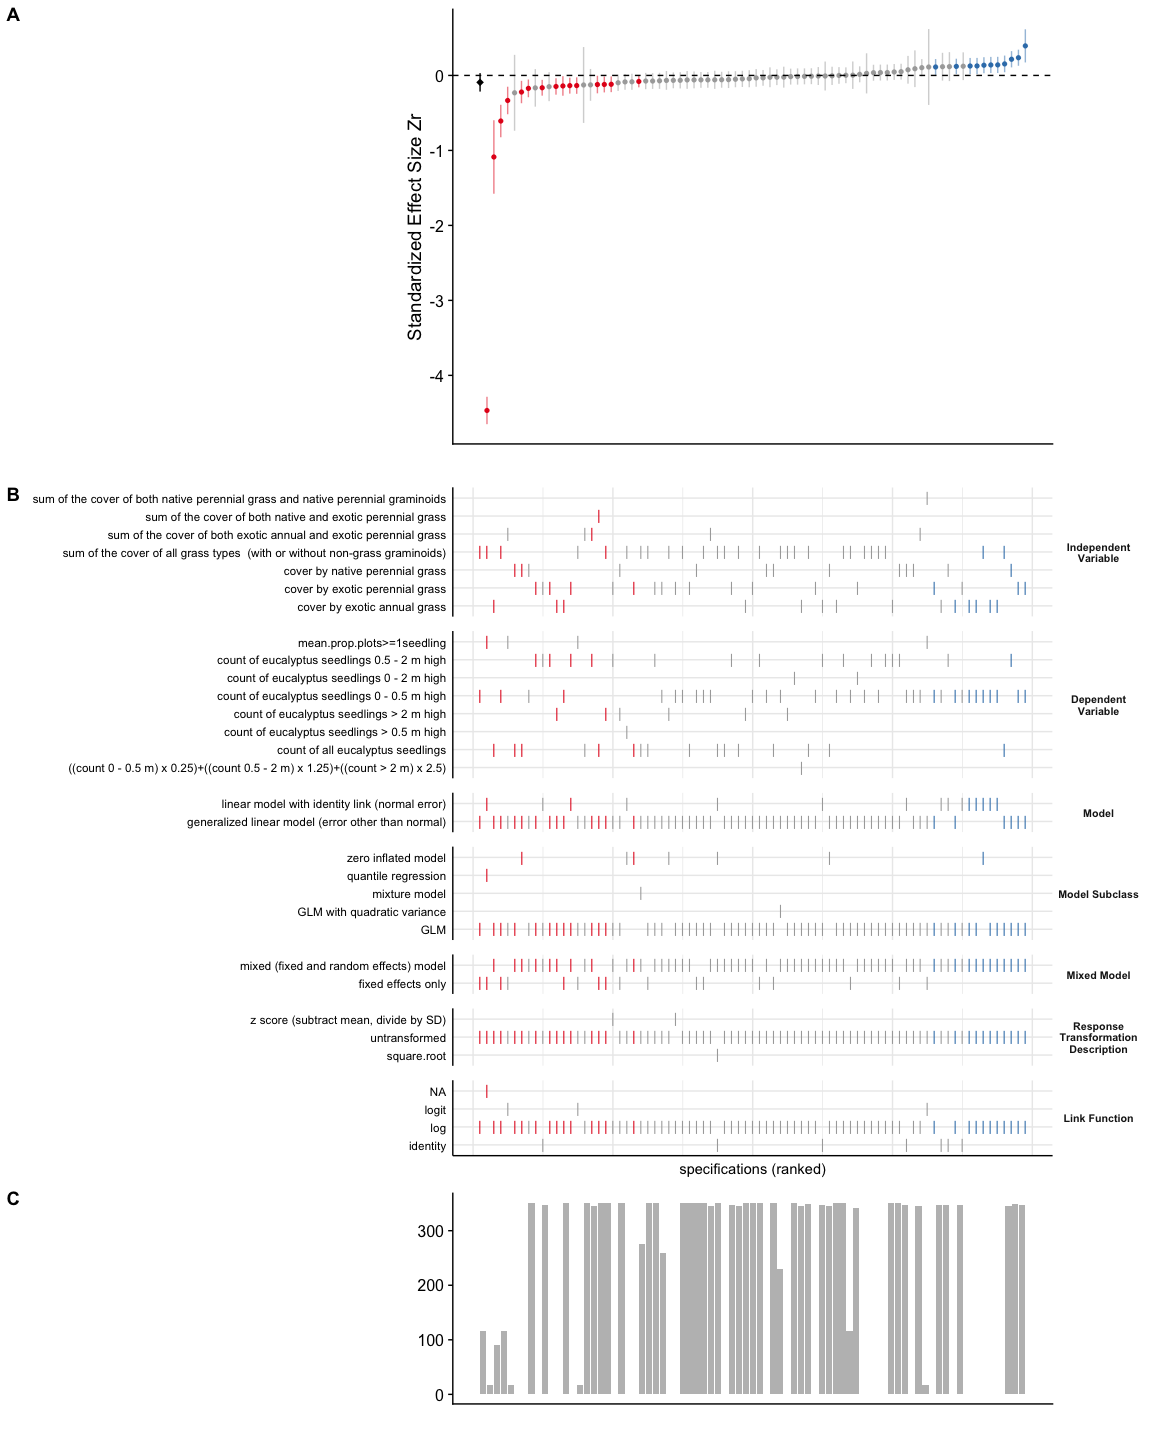 A
Standardized Effect Size Zr
0
-1
-2
-3
-4
B
sum of the cover of both native perennial grass and native perennial graminoids
sum of the cover of both native and exotic perennial grass
sum of the cover of both exotic annual and exotic perennial grass
sum of the cover of all grass types (with or without non-grass graminoids)
cover by native perennial grass
cover by exotic perennial grass
cover by exotic annual grass
Independent
Variable
mean.prop.plots>=1seedling
count of eucalyptus seedlings 0.5 - 2 m high
count of eucalyptus seedlings 0 - 2 m high
count of eucalyptus seedlings 0 - 0.5 m high
count of eucalyptus seedlings > 2 m high
count of eucalyptus seedlings > 0.5 m high
count of all eucalyptus seedlings
((count 0 - 0.5 m) x 0.25)+((count 0.5 - 2 m) x 1.25)+((count > 2 m) x 2.5)
Dependent
Variable
linear model with identity link (normal error)
generalized linear model (error other than normal)
Model
zero inflated model
quantile regression
mixture model
GLM with quadratic variance
GLM
Model Subclass
mixed (fixed and random effects) model
fixed effects only
Mixed Model
z score (subtract mean, divide by SD)
untransformed
square.root
Response
Transformation
Description
NA
logit
log
identity
Link Function
specifications (ranked)
C
300
200
100
0